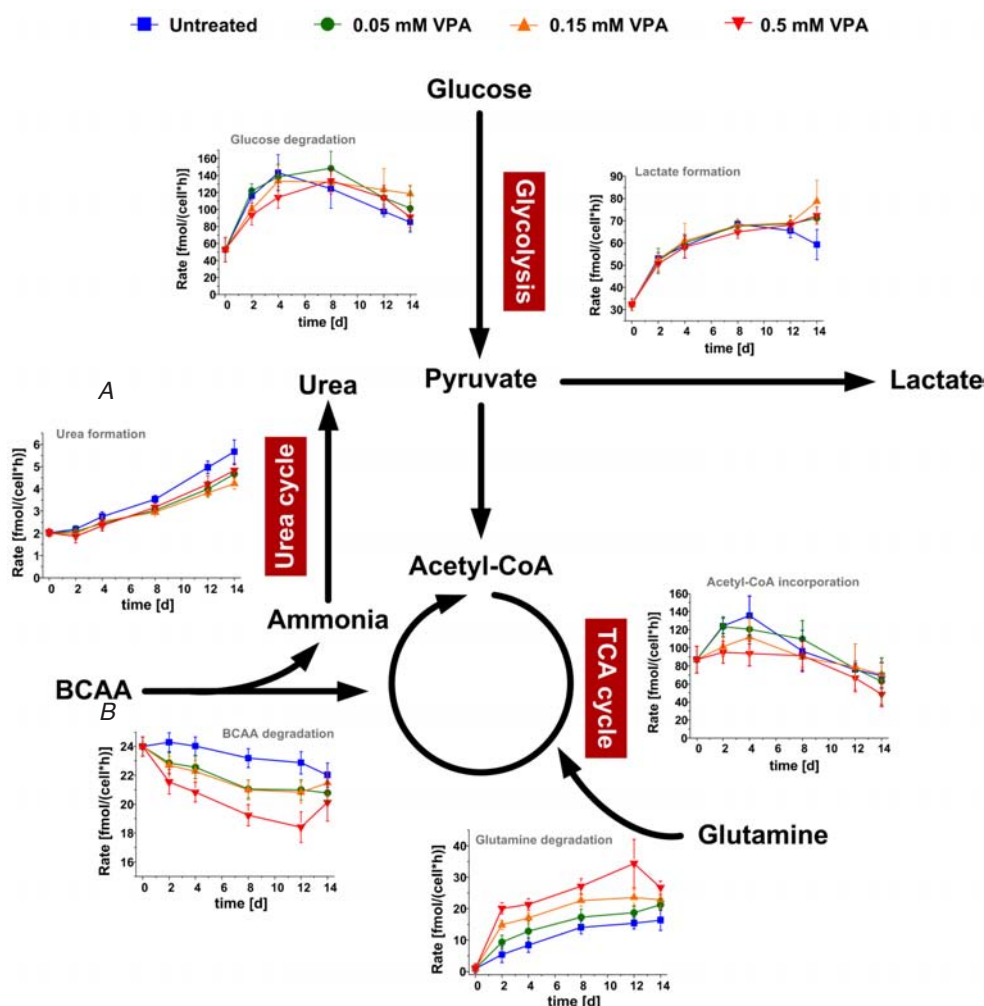 Untreated 0.05 mM VPA 0.15 mM VPA 0.5 mM VPA
Glucose
Glucose degradation
Rate [fmol/(cell*h)]
160
140
120
100
80
60
40
20
0
0 2 4 6 8 10 12 14
time [d]
Glycolysis
Lactate formation
Rate [fmol/(cell*h)]
90
80
70
60
50
40
30
0 2 4 6 8 10 12 14
time [d]
Pyruvate
Lactate
A
Urea
Urea formation
Rate [fmol/(cell*h)]
6
5
4
3
2
1
0
0 2 4 6 8 10 12 14
time [d]
Urea cycle
Acetyl-CoA
Ammonia
BCAA
TCA cycle
Acetyl-CoA incorporation
Rate [fmol/(cell*h)]
160
140
120
100
80
60
40
20
0
0 2 4 6 8 10 12 14
time [d]
B
BCAA degradation
Rate [fmol/(cell*h)]
24
22
20
18
16
0 2 4 6 8 10 12 14
time [d]
Glutamine
Glutamine degradation
Rate [fmol/(cell*h)]
40
30
20
10
0
0 2 4 6 8 10 12 14
time [d]